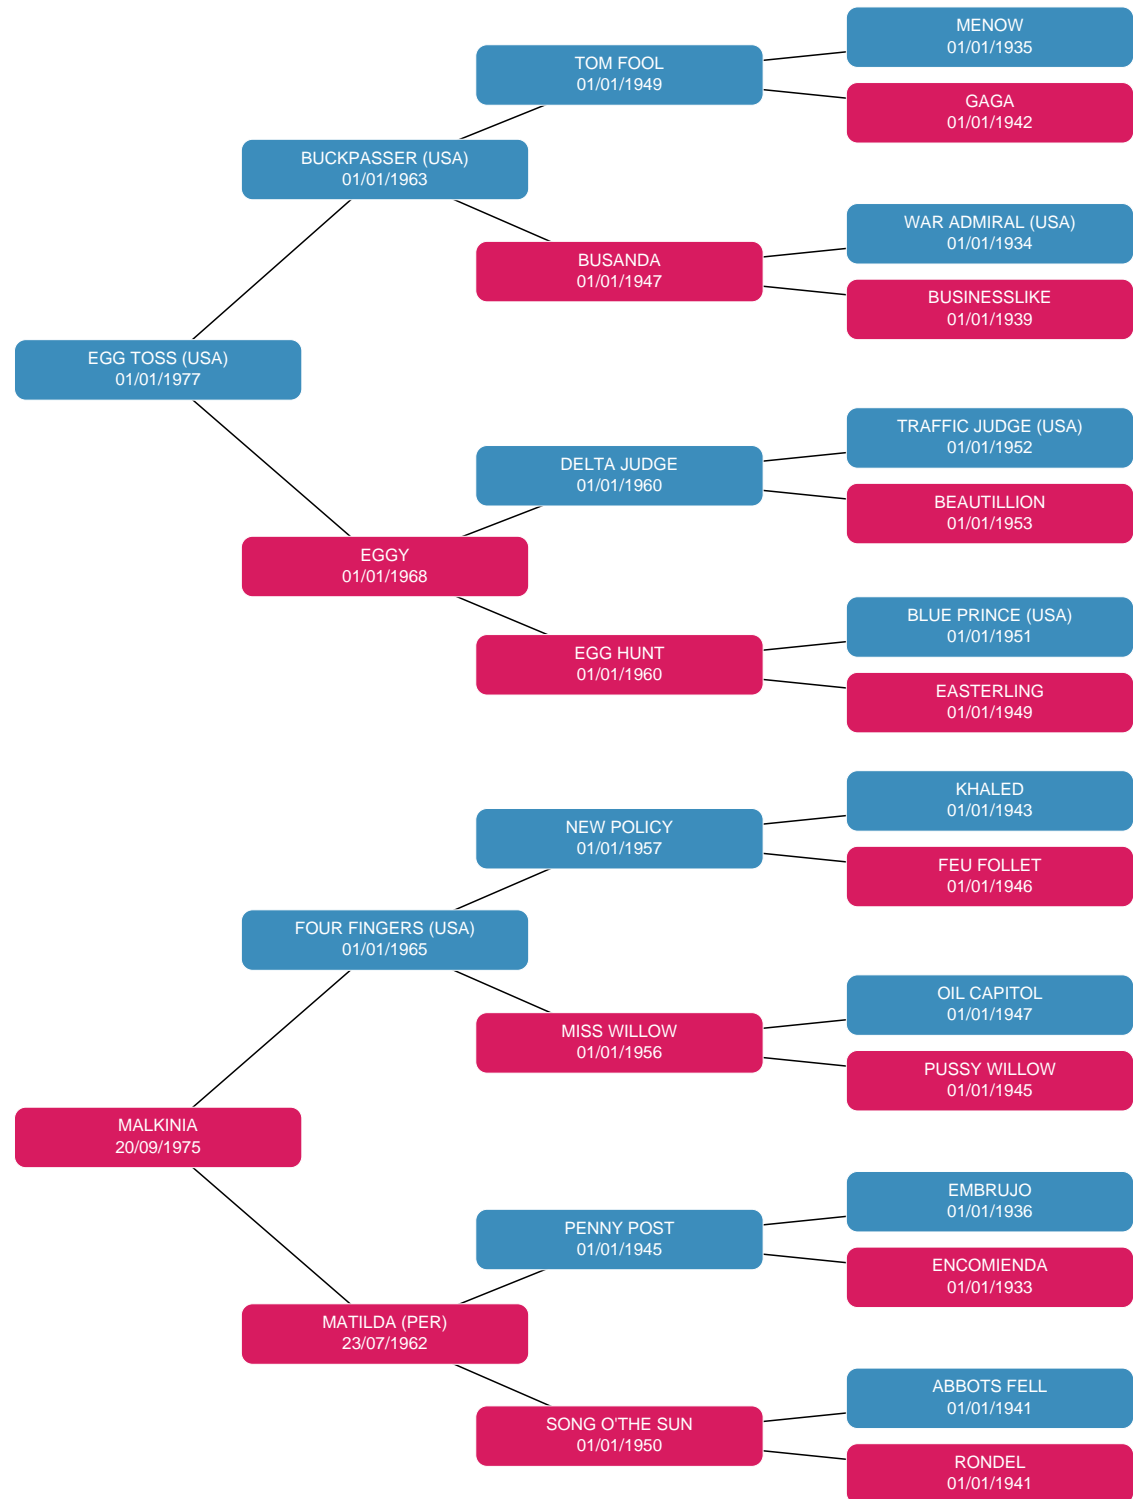 MENOW
01/01/1935
TOM FOOL
01/01/1949
GAGA
01/01/1942
BUCKPASSER (USA)
01/01/1963
WAR ADMIRAL (USA)
01/01/1934
BUSANDA
01/01/1947
BUSINESSLIKE
01/01/1939
EGG TOSS (USA)
01/01/1977
TRAFFIC JUDGE (USA)
01/01/1952
DELTA JUDGE
01/01/1960
BEAUTILLION
01/01/1953
EGGY
01/01/1968
BLUE PRINCE (USA)
01/01/1951
EGG HUNT
01/01/1960
EASTERLING
01/01/1949
KHALED
01/01/1943
NEW POLICY
01/01/1957
FEU FOLLET
01/01/1946
FOUR FINGERS (USA)
01/01/1965
OIL CAPITOL
01/01/1947
MISS WILLOW
01/01/1956
PUSSY WILLOW
01/01/1945
MALKINIA
20/09/1975
EMBRUJO
01/01/1936
PENNY POST
01/01/1945
ENCOMIENDA
01/01/1933
MATILDA (PER)
23/07/1962
ABBOTS FELL
01/01/1941
SONG O'THE SUN
01/01/1950
RONDEL
01/01/1941